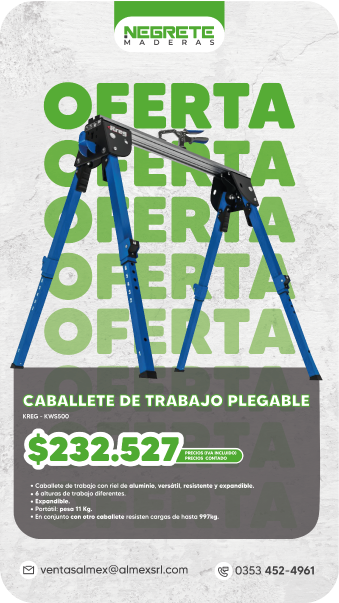 NEGRETE
MADERAS
OFERTA
OFERTA
OFERTA
OFERTA
OFERTA
Kreg
CABALLETE DE TRABAJO PLEGABLE
KREG - KWS500
$232.527
PRECIOS (IVA INCLUIDO)
PRECIOS CONTADO
• Caballete de trabajo con riel de aluminio, versátil, resistente y expandible.
• 6 alturas de trabajo diferentes.
• Expandible.
• Portátil: pesa 11 Kg.
• En conjunto con otro caballete resisten cargas de hasta 997kg.
ventasalmex@almexsrl.com
0353 452-4961